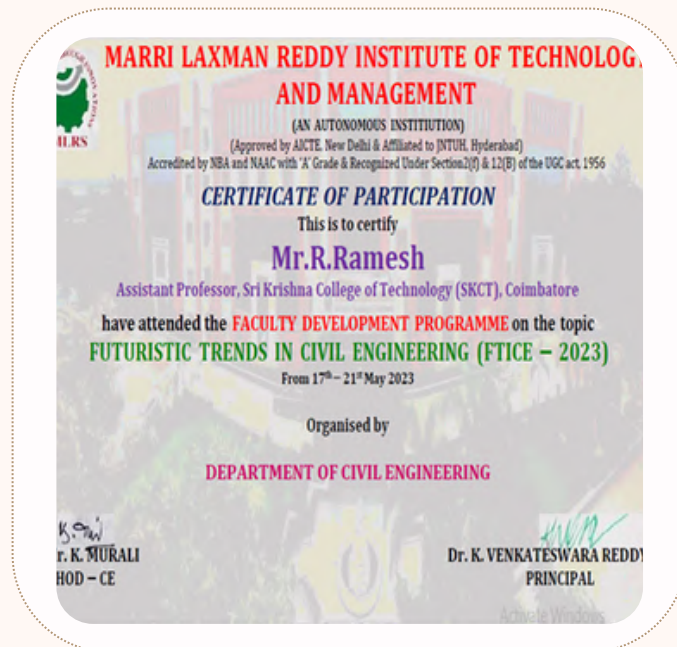 MARRI LAXMAN REDDY INSTITUTE OF TECHNOLOG
AND MANAGEMENT
(AN AUTONOMOUS INSTITIUTION)
(Approved by AICTE, New Delhi & Affiliated to JNTUH, Hyderabad)
Accredited by NBA and NAAC with 'A' Grade & Recognized Under Section2(f) & 12(B) of the UGC act, 1956
MLRS
CERTIFICATE OF PARTICIPATION
This is to certify
Mr.R.Ramesh
Assistant Professor, Sri Krishna College of Technology (SKCT), Coimbatore
have attended the FACULTY DEVELOPMENT PROGRAMME on the topic
FUTURISTIC TRENDS IN CIVIL ENGINEERING (FTICE – 2023)
From 17th – 21st May 2023
Organised by
DEPARTMENT OF CIVIL ENGINEERING
r. K. MURALI
HOD – CE
Dr. K. VENKATESWARA REDDY
PRINCIPAL
Activate Windows